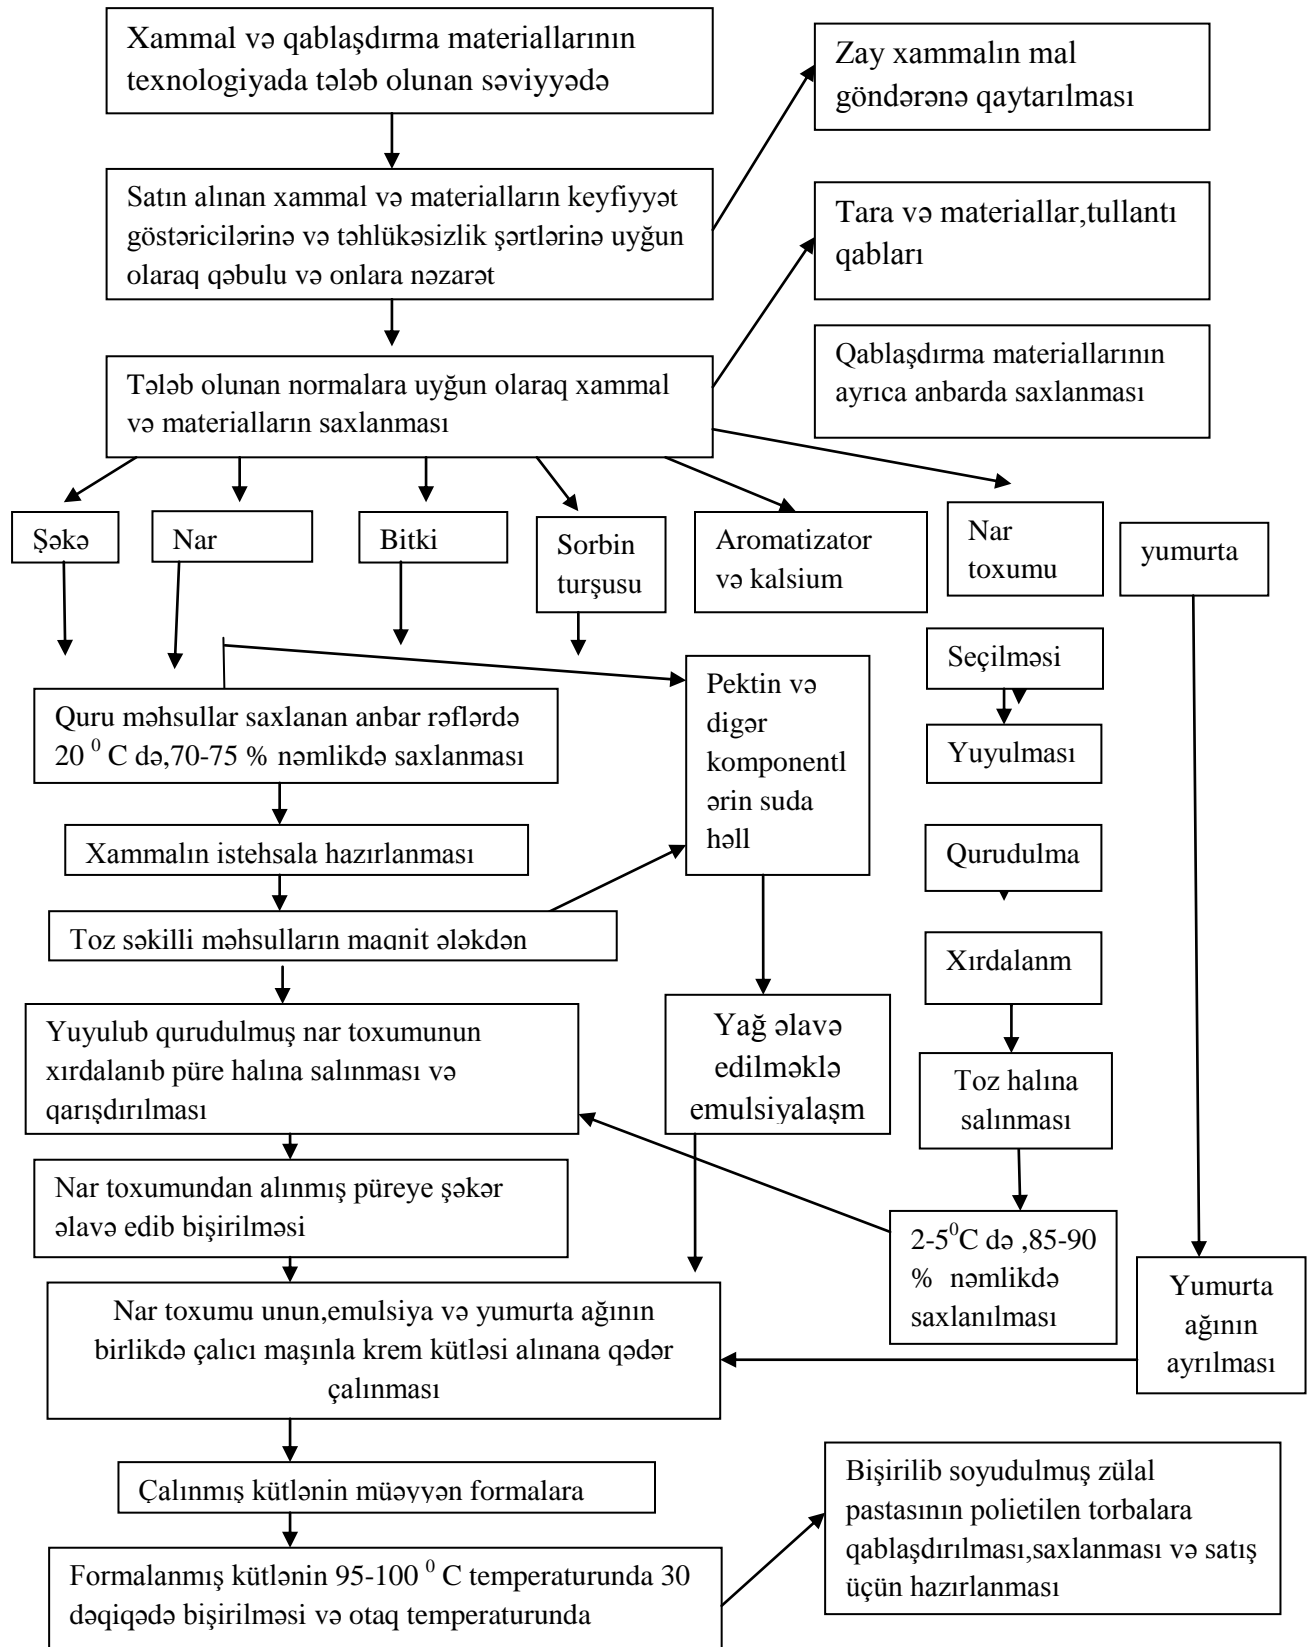 Xammal və qablaşdırma materiallarının
texnologiyada tələb olunan səviyyədə
Zay xammalın mal
göndərənə qaytarılması
Satın alınan xammal və materialların keyfiyyət
göstəricilərinə və təhlükəsizlik şərtlərinə uyğun
olaraq qəbulu və onlara nəzarət
Tara və materiallar,tullantı
qabları
Qablaşdırma materiallarının
ayrıca anbarda saxlanması
Tələb olunan normalara uyğun olaraq xammal
və materialların saxlanması
Şəkə
Nar
Bitki
Sorbin
turşusu
Aromatizator
və kalsium
Nar
toxumu
yumurta
Seçilməsi
Pektin və
digər
komponentl
ərin suda
həll
Quru məhsullar saxlanan anbar rəflərdə
20 ⁰ C də,70-75 % nəmlikdə saxlanması
Yuyulması
Xammalın istehsala hazırlanması
Qurudulma
Toz səkilli məhsulların maqnit ələkdən
Xırdalanm
Yuyulub qurudulmuş nar toxumunun
xırdalanıb püre halına salınması və
qarışdırılması
Yağ əlavə
edilməklə
emulsiyalaşm
Toz halına
salınması
Nar toxumundan alınmış püreye şəkər
əlavə edib bişirilməsi
2-5⁰C də ,85-90
% nəmlikdə
saxlanılması
Yumurta
ağının
ayrılması
Nar toxumu unun,emulsiya və yumurta ağının
birlikdə çalıcı maşınla krem kütləsi alınana qədər
çalınması
Çalınmış kütlənin müəyyən formalara
Bişirilib soyudulmuş zülal
pastasının polietilen torbalara
qablaşdırılması,saxlanması və satış
üçün hazırlanması
Formalanmış kütlənin 95-100 ⁰ C temperaturunda 30
dəqiqədə bişirilməsi və otaq temperaturunda